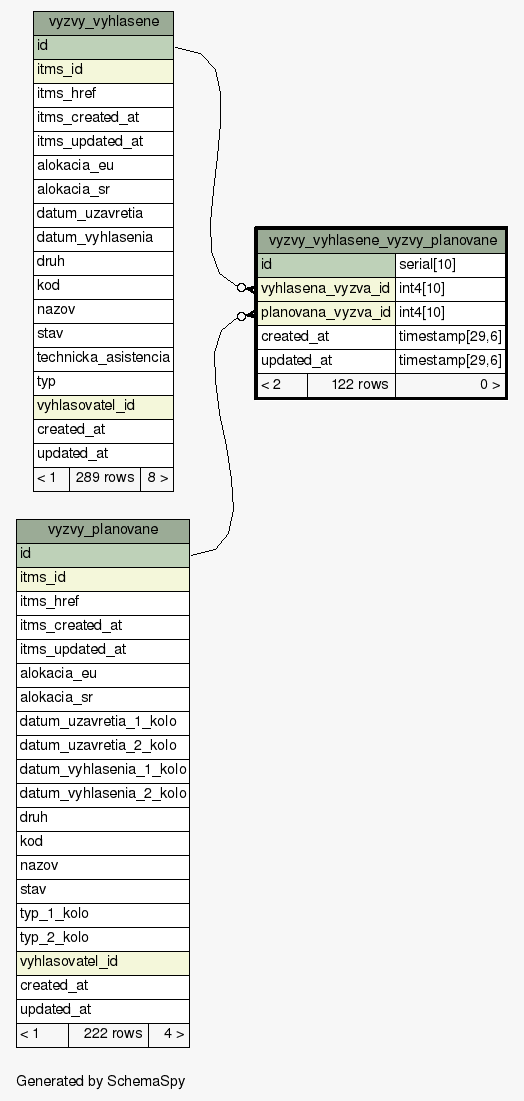 vyzvy_vyhlasene
id
itms_id
itms_href
itms_created_at
itms_updated_at
alokacia_eu
alokacia_sr
datum_uzavretia
datum_vyhlasenia
druh
kod
nazov
stav
technicka_asistencia
typ
vyhlasovatel_id
created_at
updated_at
< 1 289 rows 8 >
vyzvy_vyhlasene_vyzvy_planovane
id serial[10]
vyhlasena_vyzva_id int4[10]
planovana_vyzva_id int4[10]
created_at timestamp[29,6]
updated_at timestamp[29,6]
< 2 122 rows 0 >
vyzvy_planovane
id
itms_id
itms_href
itms_created_at
itms_updated_at
alokacia_eu
alokacia_sr
datum_uzavretia_1_kolo
datum_uzavretia_2_kolo
datum_vyhlasenia_1_kolo
datum_vyhlasenia_2_kolo
druh
kod
nazov
stav
typ_1_kolo
typ_2_kolo
vyhlasovatel_id
created_at
updated_at
< 1 222 rows 4 >
Generated by SchemaSpy